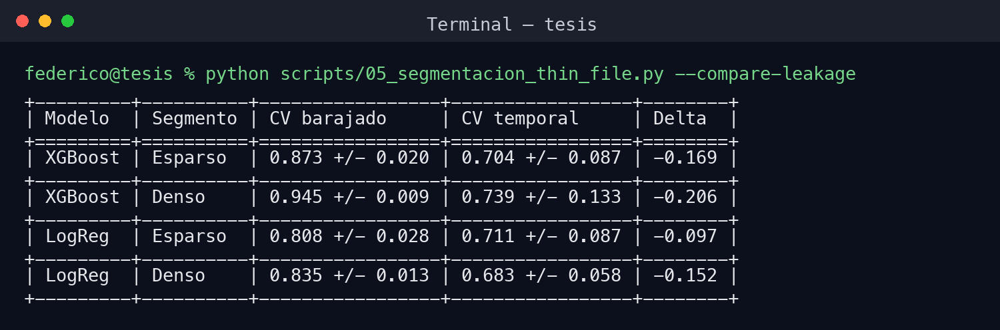 Terminal — tesis
federico@tesis % python scripts/05_segmentacion_thin_file.py --compare-leakage
+---------+----------+-----------------+-----------------+--------+
| Modelo  | Segmento | CV barajado     | CV temporal     | Delta  |
+=========+==========+=================+=================+========+
| XGBoost | Esparso  | 0.873 +/- 0.020 | 0.704 +/- 0.087 | -0.169 |
+---------+----------+-----------------+-----------------+--------+
| XGBoost | Denso    | 0.945 +/- 0.009 | 0.739 +/- 0.133 | -0.206 |
+---------+----------+-----------------+-----------------+--------+
| LogReg  | Esparso  | 0.808 +/- 0.028 | 0.711 +/- 0.087 | -0.097 |
+---------+----------+-----------------+-----------------+--------+
| LogReg  | Denso    | 0.835 +/- 0.013 | 0.683 +/- 0.058 | -0.152 |
+---------+----------+-----------------+-----------------+--------+